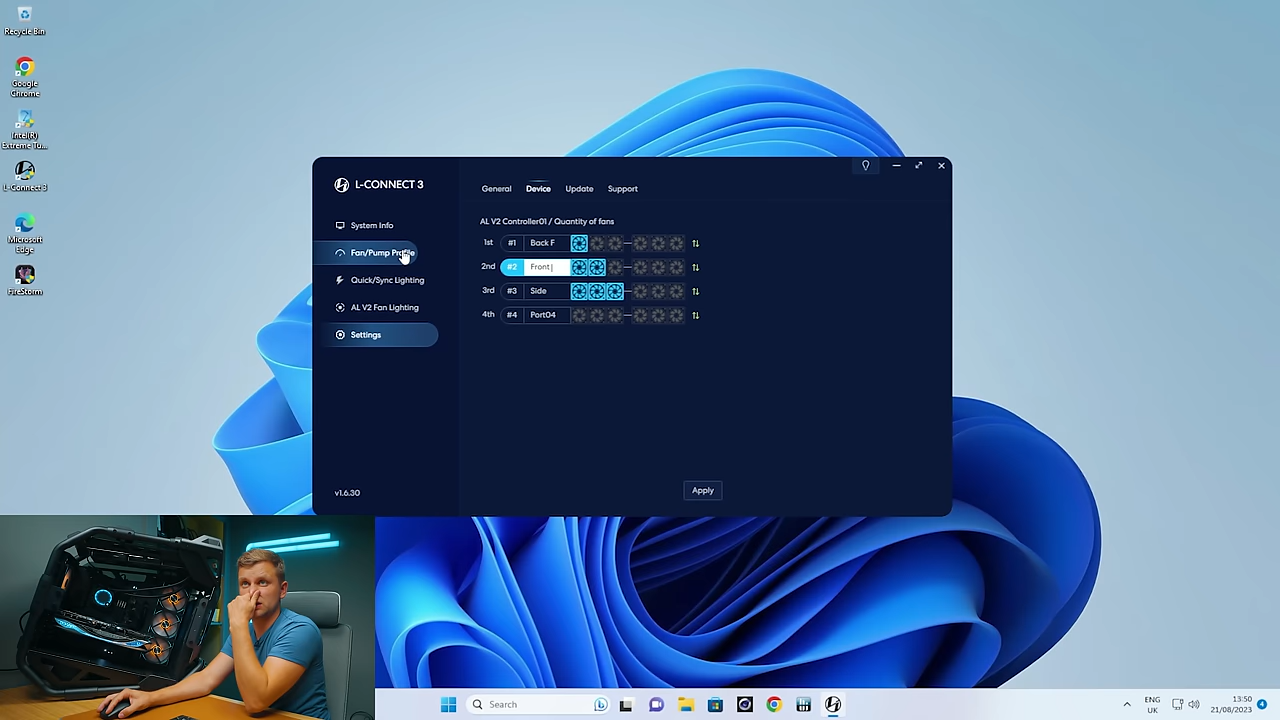 Recycle Bin
Google
Chrome
Intel(R)
Extreme Tu...
L-Connect 3
Microsoft
Edge
FireStorm
L-CONNECT 3
System Info
Fan/Pump Profile
Quick/Sync Lighting
AL V2 Fan Lighting
Settings
v1.6.30
General Device Update Support
AL V2 Controller01 / Quantity of fans
1st #1 Back F
2nd #2 Front
3rd #3 Side
4th #4 Port04
Apply
Search
ENG
UK
13:50
21/08/2023
4